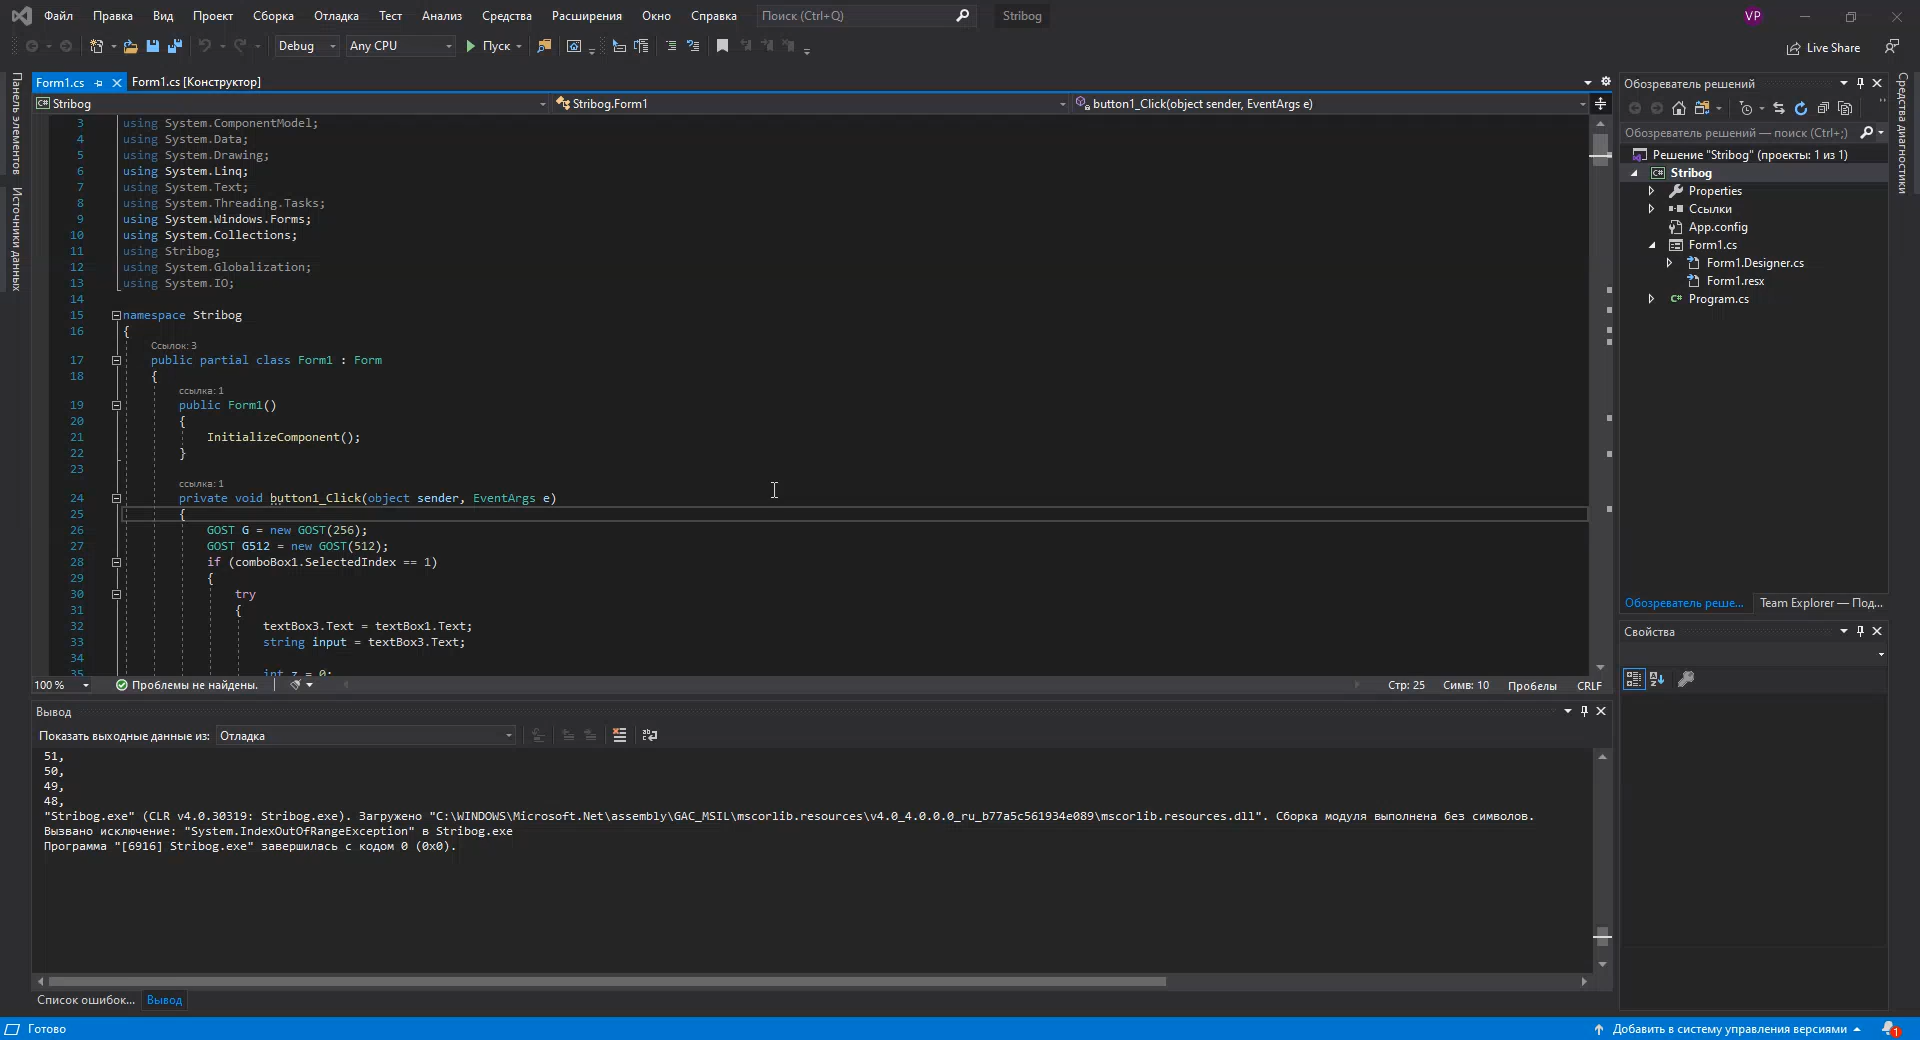 Файл Правка Вид Проект Сборка Отладка Тест Анализ Средства Расширения Окно Справка Поиск (Ctrl+Q) Stribog VP
Debug Any CPU Пуск Live Share
Панель элементов
Источники данных
Form1.cs Form1.cs [Конструктор]
Stribog Stribog.Form1 button1_Click(object sender, EventArgs e)
3 using System.ComponentModel;
4 using System.Data;
5 using System.Drawing;
6 using System.Linq;
7 using System.Text;
8 using System.Threading.Tasks;
9 using System.Windows.Forms;
10 using System.Collections;
11 using Stribog;
12 using System.Globalization;
13 using System.IO;
14
15 namespace Stribog
16 {
Ссылок: 3
17 public partial class Form1 : Form
18 {
ссылка: 1
19 public Form1()
20 {
21 InitializeComponent();
22 }
23
ссылка: 1
24 private void button1_Click(object sender, EventArgs e)
25 {
26 GOST G = new GOST(256);
27 GOST G512 = new GOST(512);
28 if (comboBox1.SelectedIndex == 1)
29 {
30 try
31 {
32 textBox3.Text = textBox1.Text;
33 string input = textBox3.Text;
34
35 int z = 0;
100 % Проблемы не найдены. Стр: 25 Симв: 10 Пробелы CRLF
Вывод
Показать выходные данные из: Отладка
51,
50,
49,
48,
"Stribog.exe" (CLR v4.0.30319: Stribog.exe). Загружено "C:\WINDOWS\Microsoft.Net\assembly\GAC_MSIL\mscorlib.resources\v4.0_4.0.0.0_ru_b77a5c561934e089\mscorlib.resources.dll". Сборка модуля выполнена без символов.
Вызвано исключение: "System.IndexOutOfRangeException" в Stribog.exe
Программа "[6916] Stribog.exe" завершилась с кодом 0 (0x0).
Список ошибок... Вывод
Обозреватель решений
Обозреватель решений — поиск (Ctrl+;)
Решение "Stribog" (проекты: 1 из 1)
C# Stribog
Properties
Ссылки
App.config
Form1.cs
Form1.Designer.cs
Form1.resx
C# Program.cs
Обозреватель реше... Team Explorer — Под...
Свойства
Средства диагностики
Готово Добавить в систему управления версиями 1